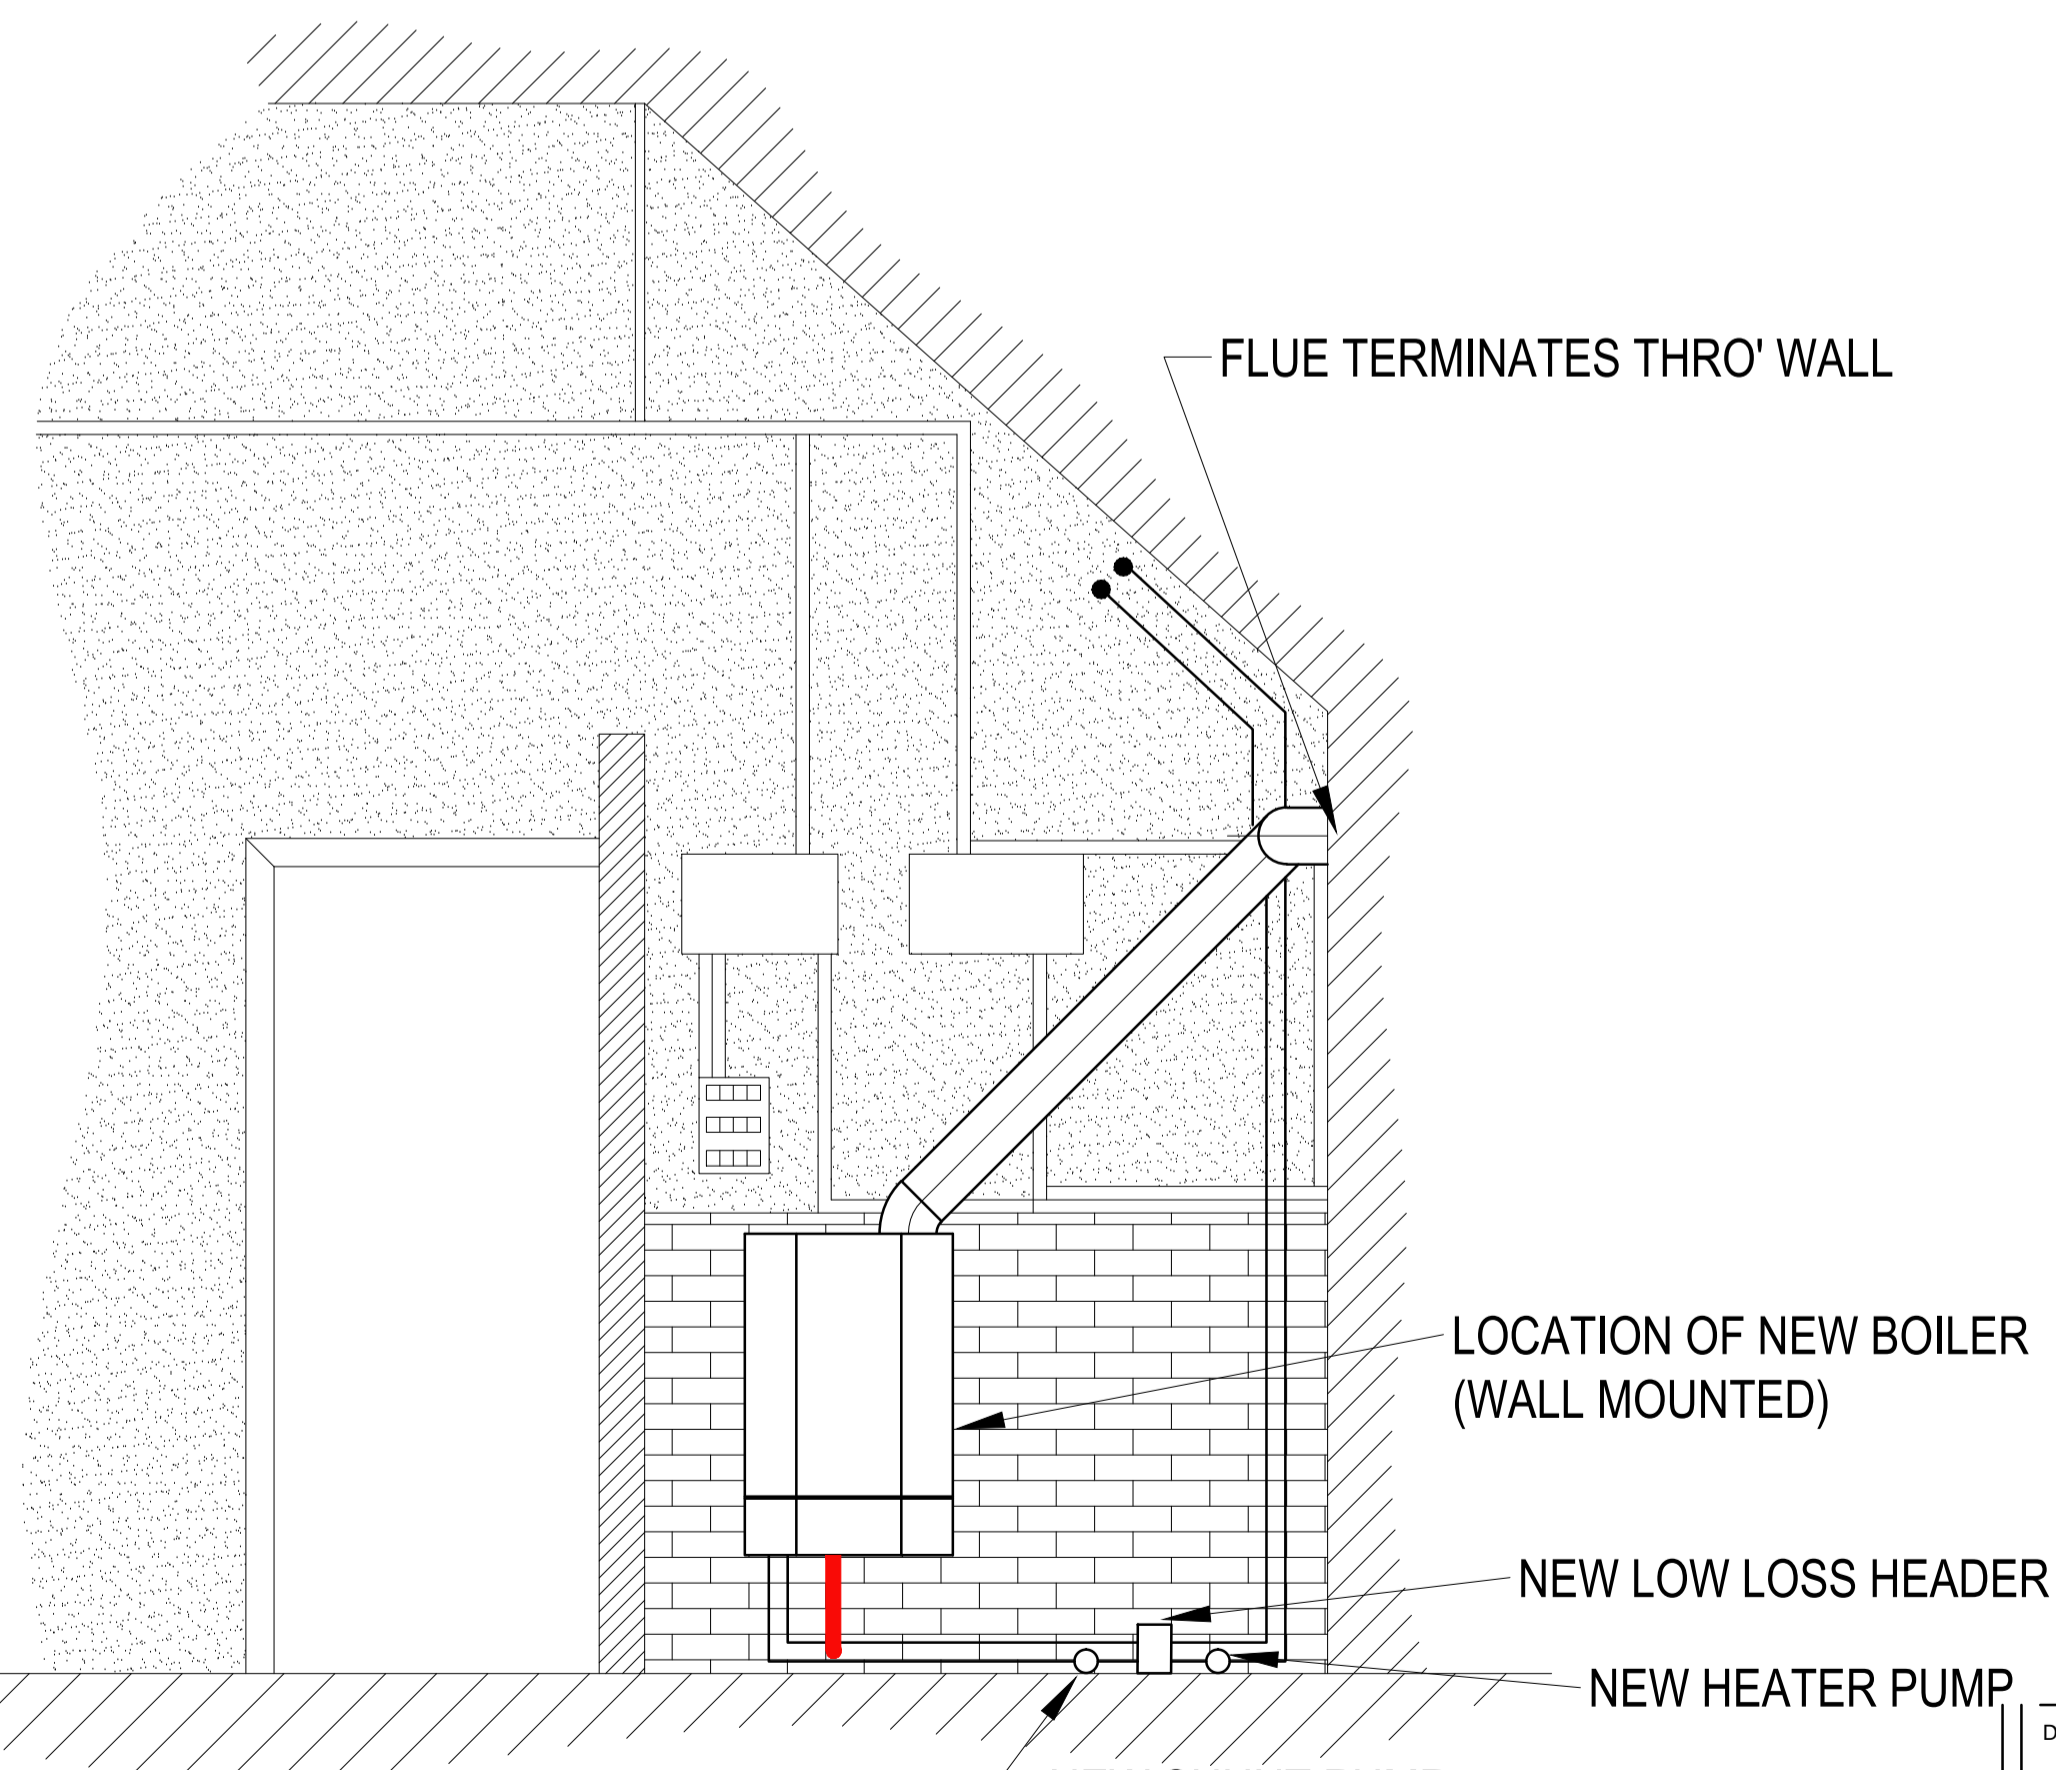 FLUE TERMINATES THRO' WALL
LOCATION OF NEW BOILER
(WALL MOUNTED)
NEW LOW LOSS HEADER
NEW HEATER PUMP
D